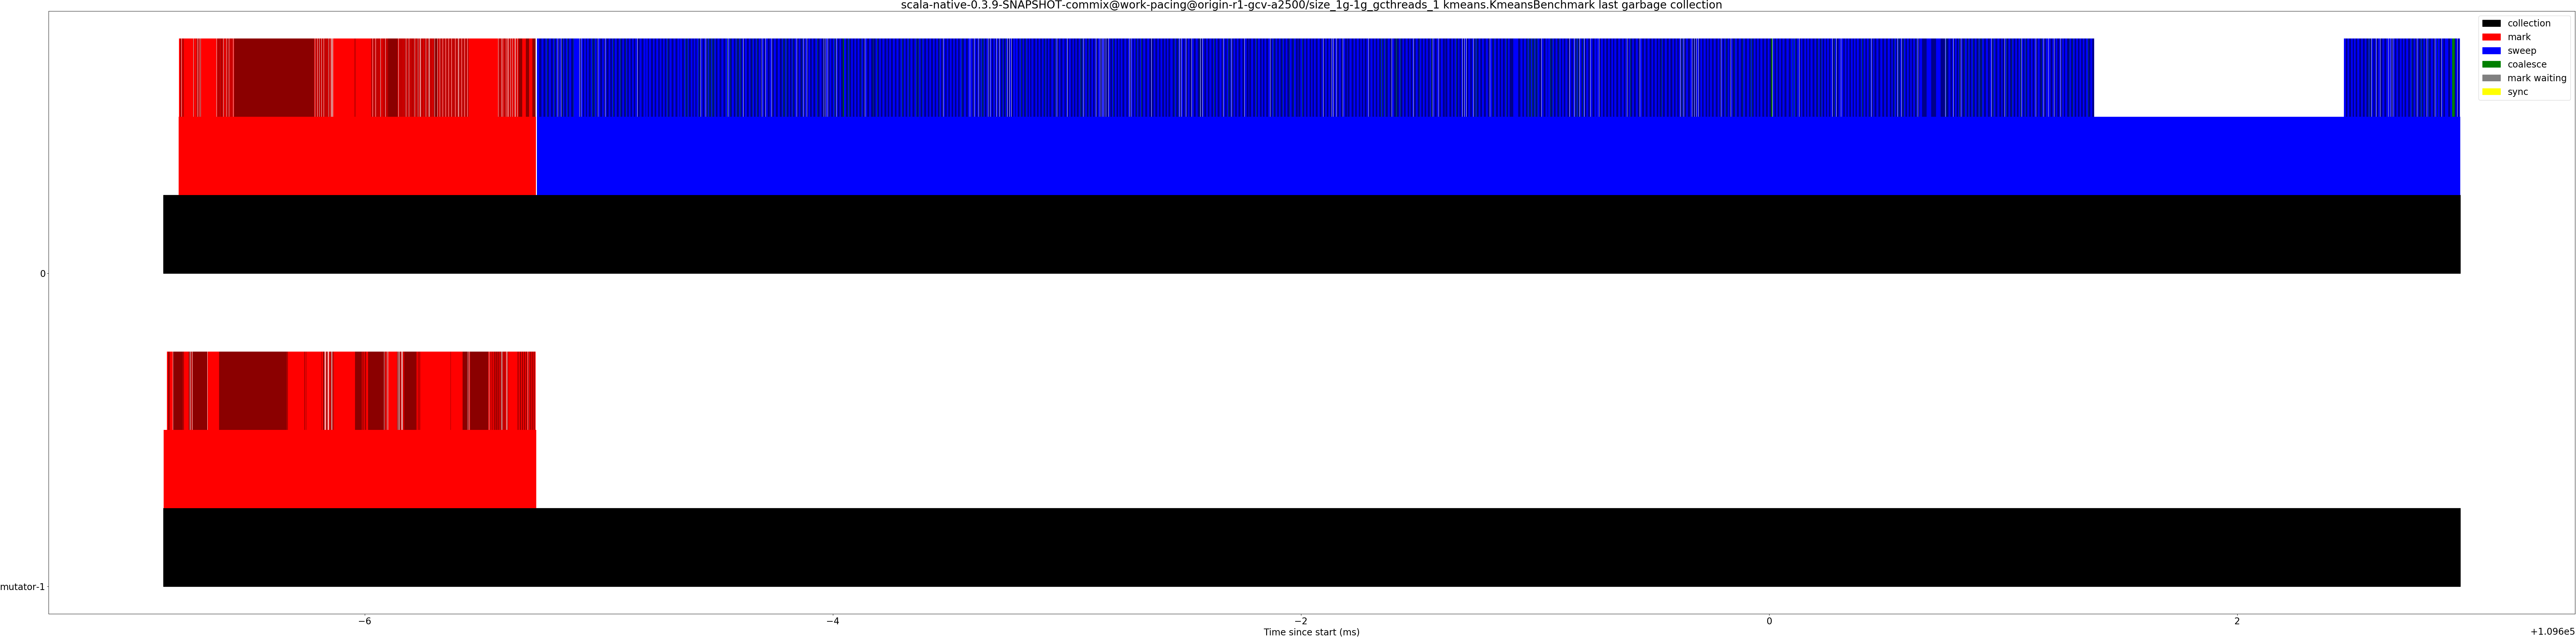 scala-native-0.3.9-SNAPSHOT-commix@work-pacing@origin-r1-gcv-a2500/size_1g-1g_gcthreads_1 kmeans.KmeansBenchmark last garbage collection
collection
mark
sweep
coalesce
mark waiting
sync
0
mutator-1
−6
−4
−2
0
2
Time since start (ms)
+1.096e5